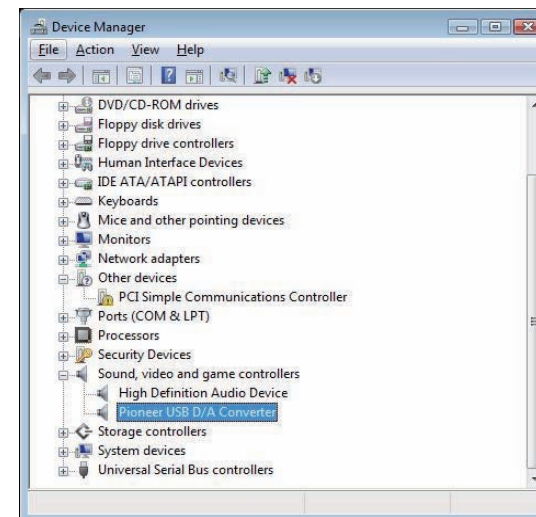 Device Manager
File Action View Help
DVD/CD-ROM drives
Floppy disk drives
Floppy drive controllers
Human Interface Devices
IDE ATA/ATAPI controllers
Keyboards
Mice and other pointing devices
Monitors
Network adapters
Other devices
PCI Simple Communications Controller
Ports (COM & LPT)
Processors
Security Devices
Sound, video and game controllers
High Definition Audio Device
Pioneer USB D/A Converter
Storage controllers
System devices
Universal Serial Bus controllers